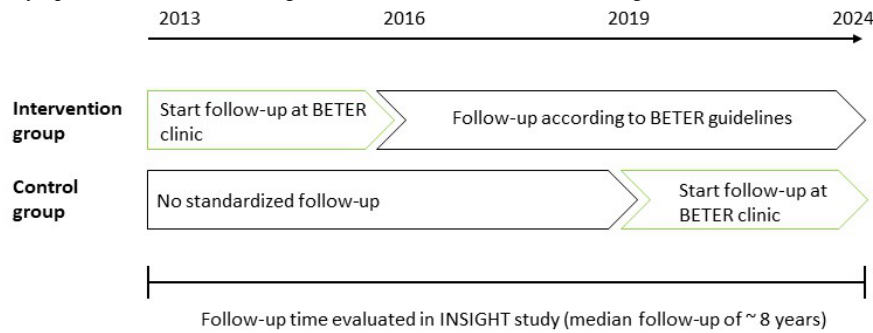 2013 2016 2019 2024
Intervention
group
Start follow-up at BETER
clinic
Follow-up according to BETER guidelines
Control
group
No standardized follow-up
Start follow-up at
BETER clinic
Follow-up time evaluated in INSIGHT study (median follow-up of ~ 8 years)